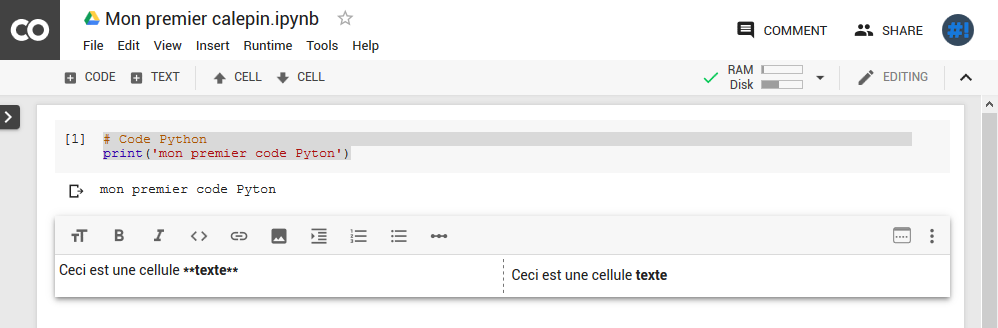 Mon premier calepin.ipynb
File Edit View Insert Runtime Tools Help
COMMENT SHARE #!
CODE TEXT CELL CELL RAM
Disk EDITING
[1] # Code Python
print('mon premier code Pyton')
mon premier code Pyton
Ceci est une cellule **texte** Ceci est une cellule texte